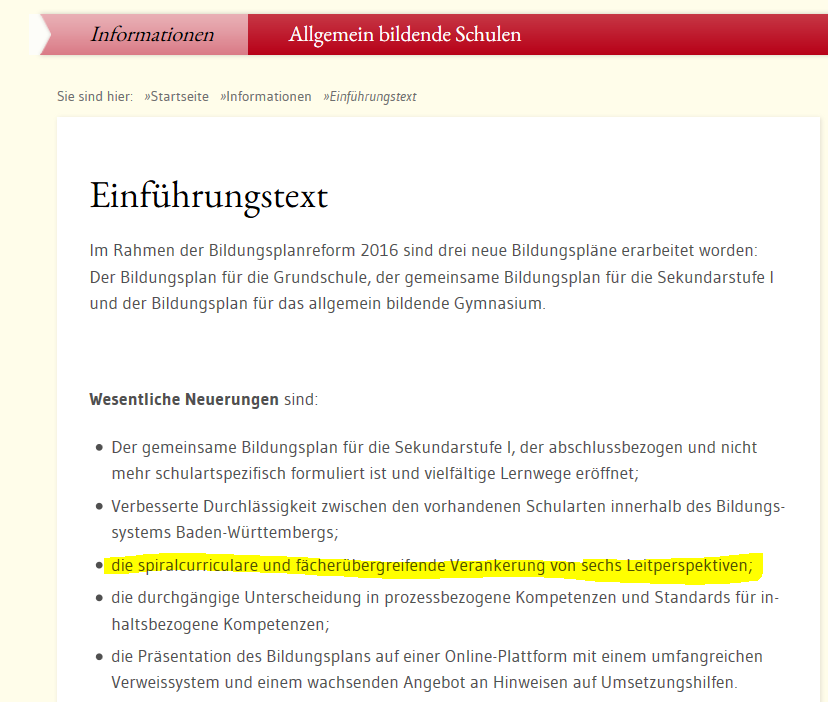 Informationen Allgemein bildende Schulen
Sie sind hier: »Startseite »Informationen »Einführungstext
Einführungstext
Im Rahmen der Bildungsplanreform 2016 sind drei neue Bildungspläne erarbeitet worden:
Der Bildungsplan für die Grundschule, der gemeinsame Bildungsplan für die Sekundarstufe I
und der Bildungsplan für das allgemein bildende Gymnasium.
Wesentliche Neuerungen sind:
• Der gemeinsame Bildungsplan für die Sekundarstufe I, der abschlussbezogen und nicht
mehr schulartspezifisch formuliert ist und vielfältige Lernwege eröffnet;
• Verbesserte Durchlässigkeit zwischen den vorhandenen Schularten innerhalb des Bildungs-
systems Baden-Württembergs;
• die spiralcurriculare und fächerübergreifende Verankerung von sechs Leitperspektiven;
• die durchgängige Unterscheidung in prozessbezogene Kompetenzen und Standards für in-
haltsbezogene Kompetenzen;
• die Präsentation des Bildungsplans auf einer Online-Plattform mit einem umfangreichen
Verweissystem und einem wachsenden Angebot an Hinweisen auf Umsetzungshilfen.